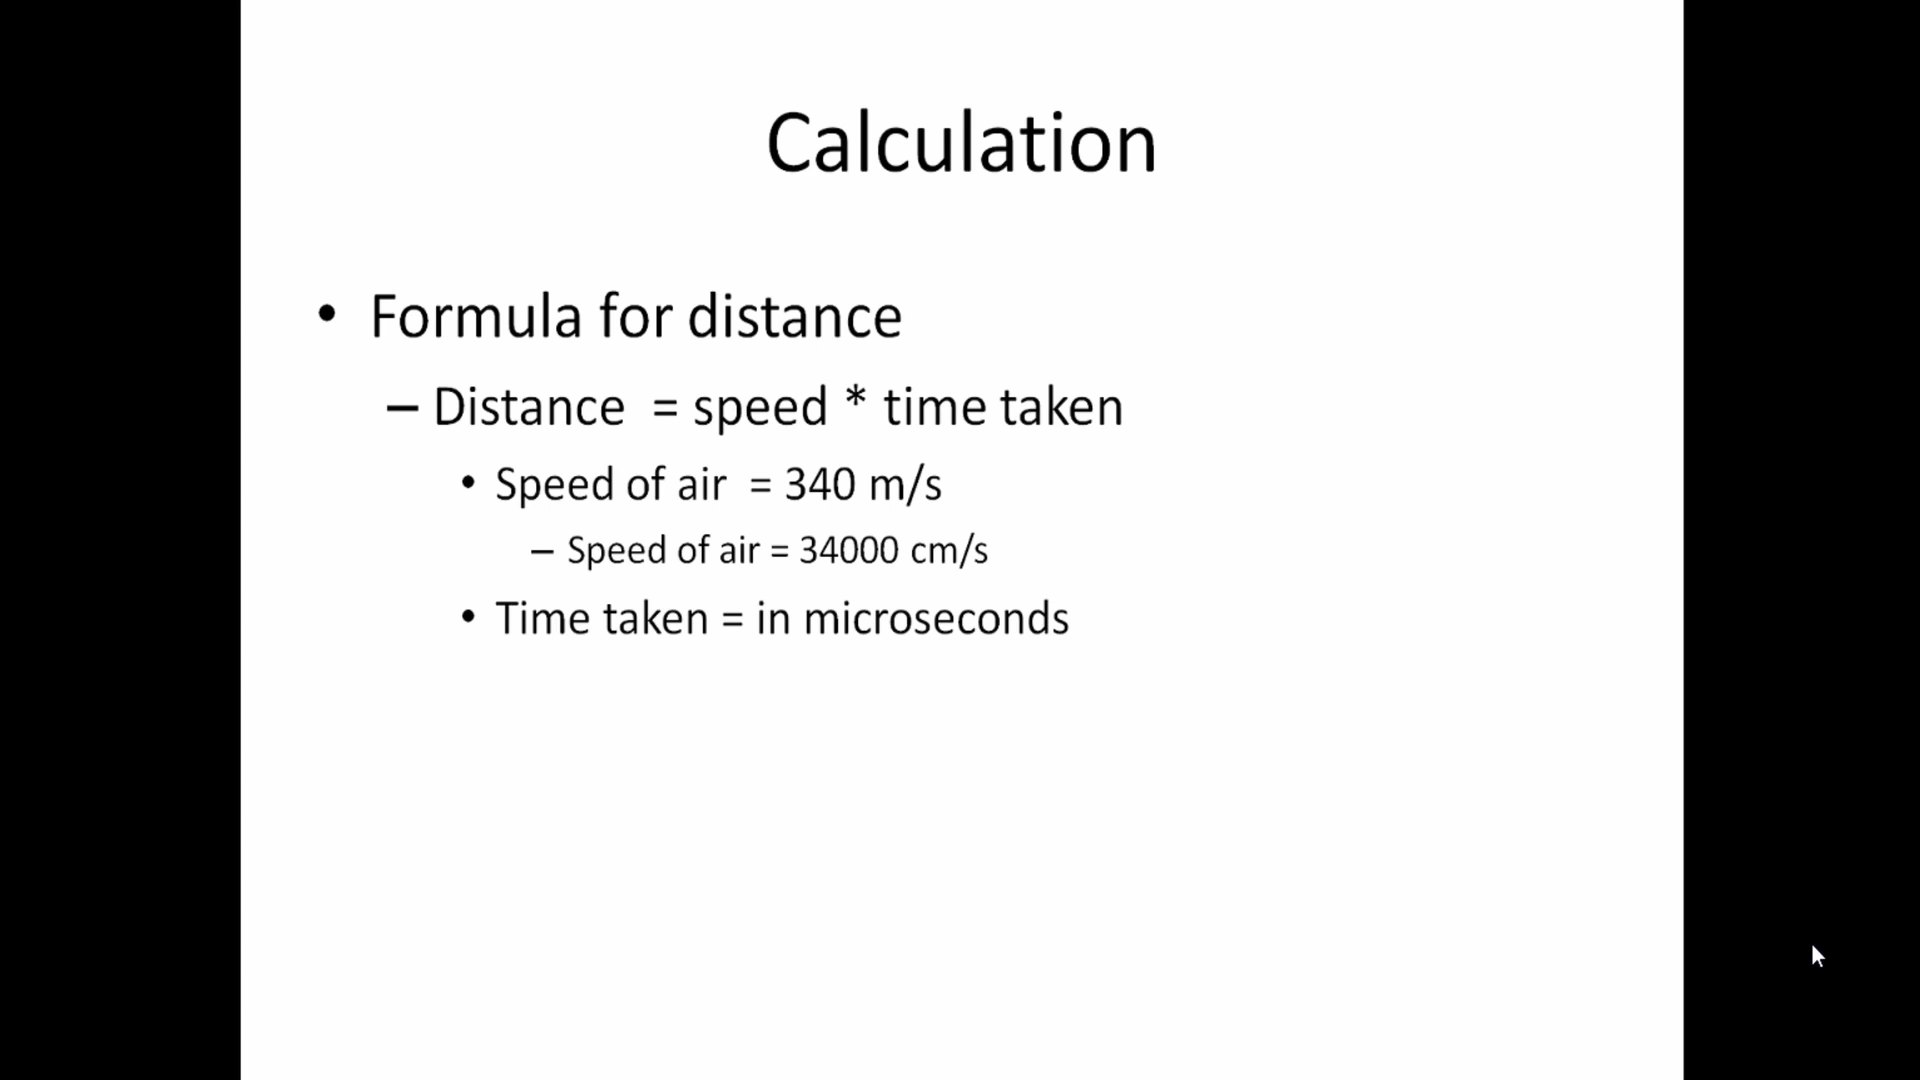 Calculation
• Formula for distance
– Distance = speed * time taken
• Speed of air = 340 m/s
– Speed of air = 34000 cm/s
• Time taken = in microseconds